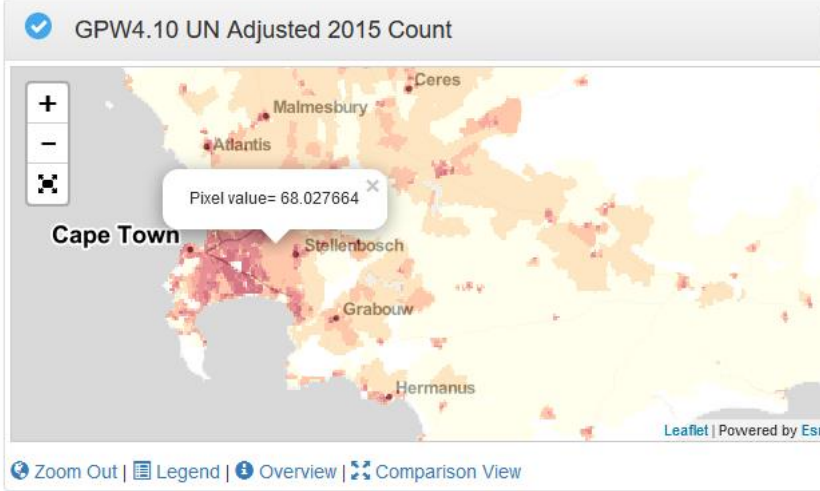 GPW4.10 UN Adjusted 2015 Count
+
−
Ceres
Malmesbury
Atlantis
Pixel value= 68.027664 ×
Cape Town
Stellenbosch
Grabouw
Hermanus
Leaflet | Powered by Esr
Zoom Out | Legend | Overview | Comparison View